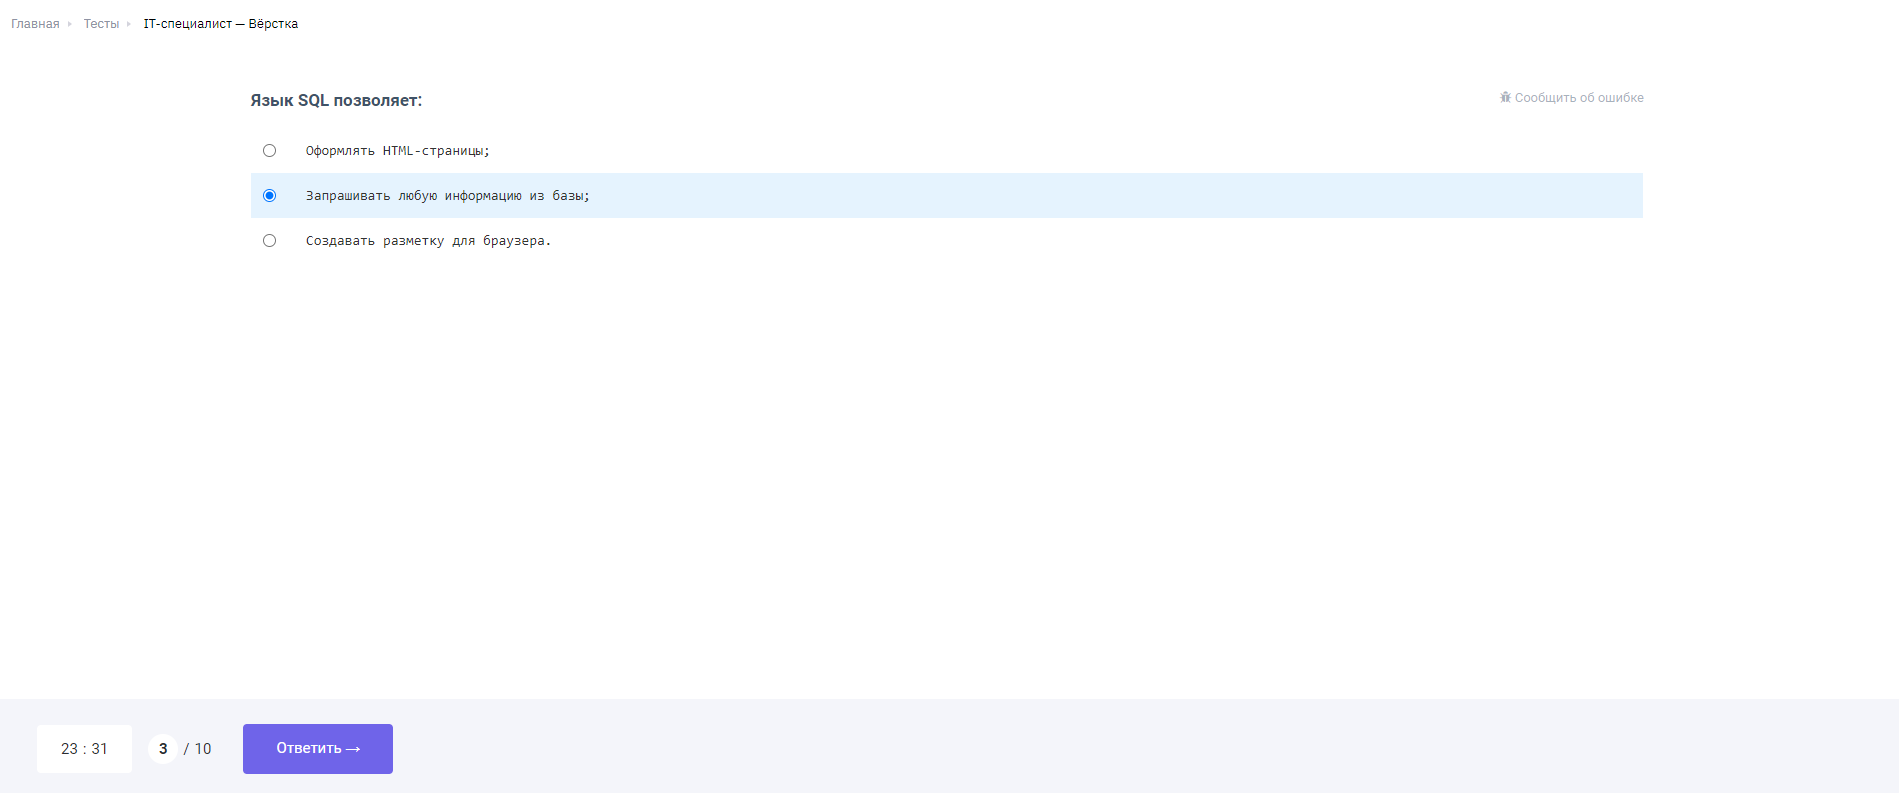 Главная Тесты IT-специалист — Вёрстка
Язык SQL позволяет:
Сообщить об ошибке
Оформлять HTML-страницы;
Запрашивать любую информацию из базы;
Создавать разметку для браузера.
23 : 31 3 / 10 Ответить →